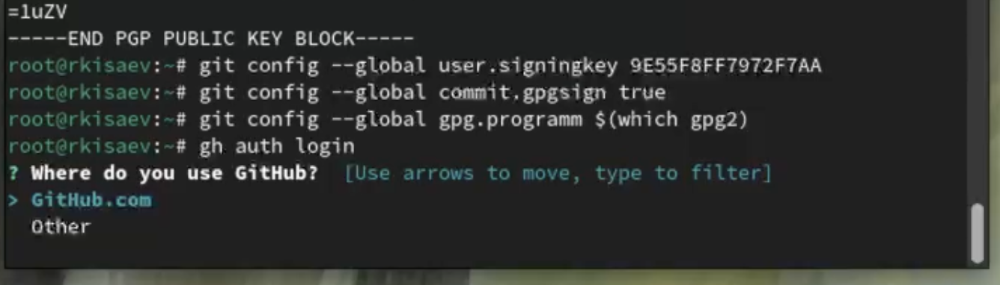 =1uZV
-----END PGP PUBLIC KEY BLOCK-----
root@rkisaev:~# git config --global user.signingkey 9E55F8FF7972F7AA
root@rkisaev:~# git config --global commit.gpgsign true
root@rkisaev:~# git config --global gpg.programm $(which gpg2)
root@rkisaev:~# gh auth login
? Where do you use GitHub?  [Use arrows to move, type to filter]
> GitHub.com
  Other